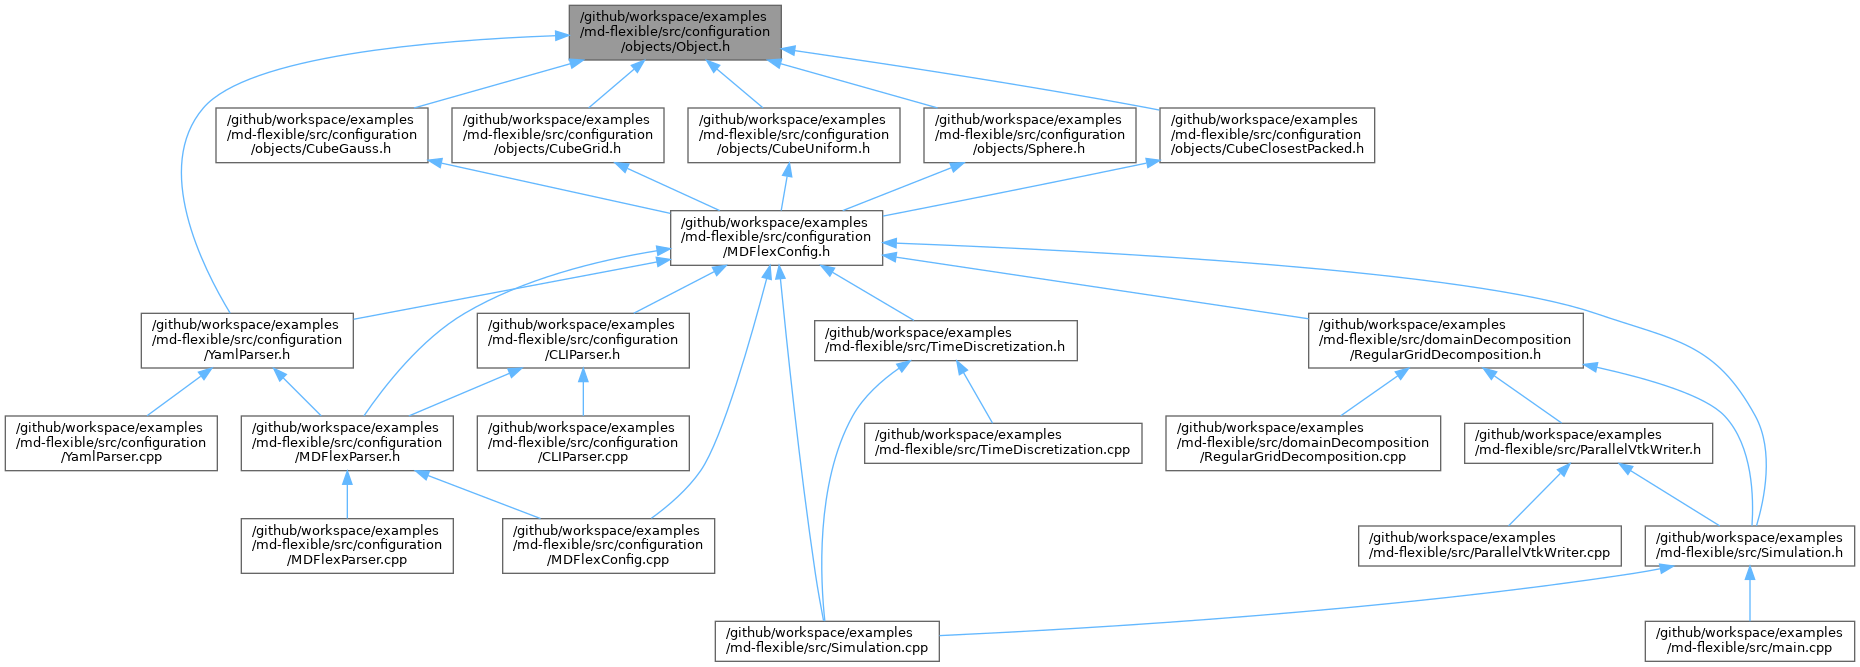 /github/workspace/examples
/md-flexible/src/configuration
/objects/Object.h
/github/workspace/examples
/md-flexible/src/configuration
/objects/CubeGauss.h
/github/workspace/examples
/md-flexible/src/configuration
/objects/CubeGrid.h
/github/workspace/examples
/md-flexible/src/configuration
/objects/CubeUniform.h
/github/workspace/examples
/md-flexible/src/configuration
/objects/Sphere.h
/github/workspace/examples
/md-flexible/src/configuration
/objects/CubeClosestPacked.h
/github/workspace/examples
/md-flexible/src/configuration
/MDFlexConfig.h
/github/workspace/examples
/md-flexible/src/configuration
/YamlParser.h
/github/workspace/examples
/md-flexible/src/configuration
/CLIParser.h
/github/workspace/examples
/md-flexible/src/TimeDiscretization.h
/github/workspace/examples
/md-flexible/src/domainDecomposition
/RegularGridDecomposition.h
/github/workspace/examples
/md-flexible/src/configuration
/YamlParser.cpp
/github/workspace/examples
/md-flexible/src/configuration
/MDFlexParser.h
/github/workspace/examples
/md-flexible/src/configuration
/CLIParser.cpp
/github/workspace/examples
/md-flexible/src/TimeDiscretization.cpp
/github/workspace/examples
/md-flexible/src/domainDecomposition
/RegularGridDecomposition.cpp
/github/workspace/examples
/md-flexible/src/ParallelVtkWriter.h
/github/workspace/examples
/md-flexible/src/configuration
/MDFlexParser.cpp
/github/workspace/examples
/md-flexible/src/configuration
/MDFlexConfig.cpp
/github/workspace/examples
/md-flexible/src/ParallelVtkWriter.cpp
/github/workspace/examples
/md-flexible/src/Simulation.h
/github/workspace/examples
/md-flexible/src/Simulation.cpp
/github/workspace/examples
/md-flexible/src/main.cpp